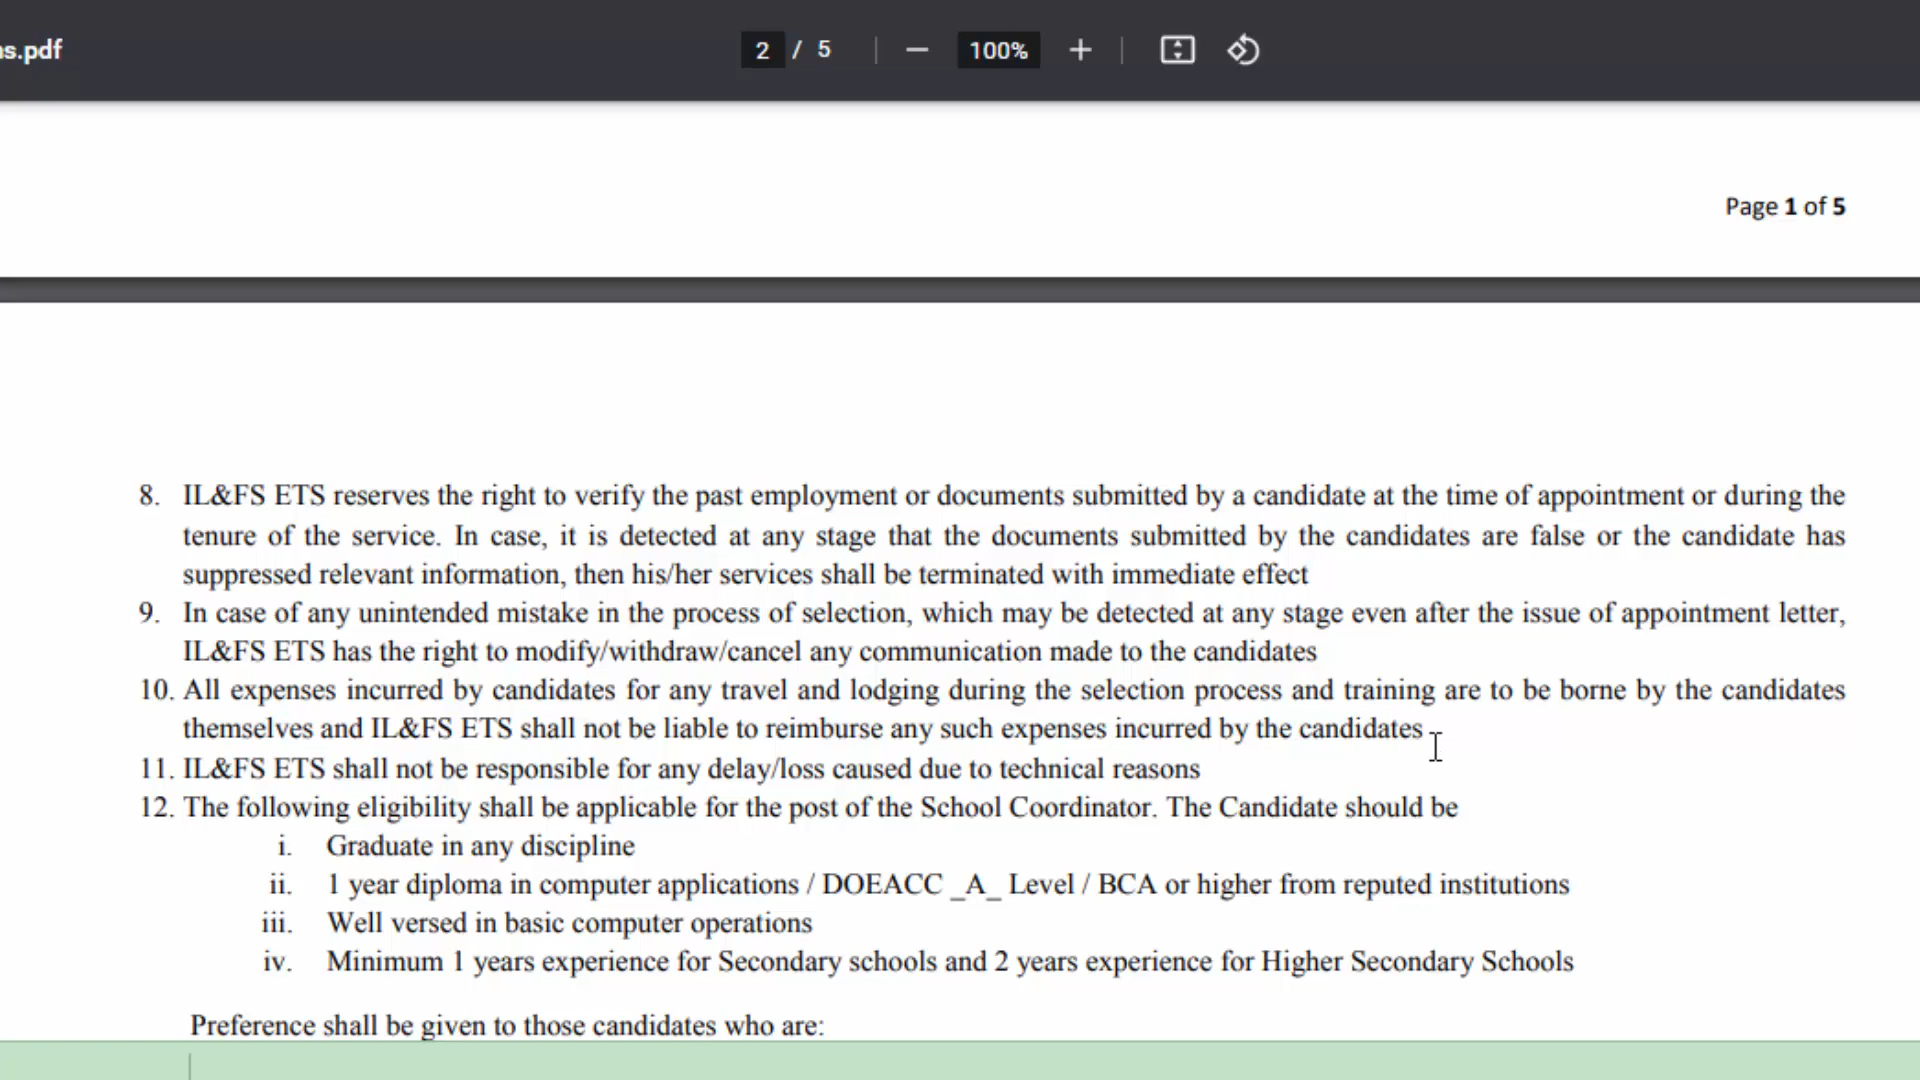 s.pdf
2 / 5
100%
Page 1 of 5
8. IL&FS ETS reserves the right to verify the past employment or documents submitted by a candidate at the time of appointment or during the
tenure of the service. In case, it is detected at any stage that the documents submitted by the candidates are false or the candidate has
suppressed relevant information, then his/her services shall be terminated with immediate effect
9. In case of any unintended mistake in the process of selection, which may be detected at any stage even after the issue of appointment letter,
IL&FS ETS has the right to modify/withdraw/cancel any communication made to the candidates
10. All expenses incurred by candidates for any travel and lodging during the selection process and training are to be borne by the candidates
themselves and IL&FS ETS shall not be liable to reimburse any such expenses incurred by the candidates
11. IL&FS ETS shall not be responsible for any delay/loss caused due to technical reasons
12. The following eligibility shall be applicable for the post of the School Coordinator. The Candidate should be
i. Graduate in any discipline
ii. 1 year diploma in computer applications / DOEACC _A_ Level / BCA or higher from reputed institutions
iii. Well versed in basic computer operations
iv. Minimum 1 years experience for Secondary schools and 2 years experience for Higher Secondary Schools
Preference shall be given to those candidates who are: